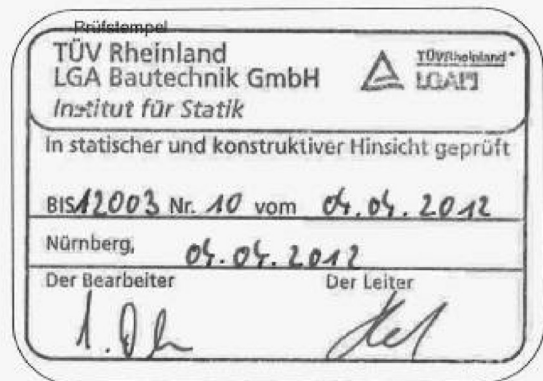 Prüfstempel
TÜV Rheinland
LGA Bautechnik GmbH
Institut für Statik
TÜVRheinland®
LGA
In statischer und konstruktiver Hinsicht geprüft
BIS12003 Nr. 10 vom 04.04.2012
Nürnberg, 04.04.2012
Der Bearbeiter Der Leiter